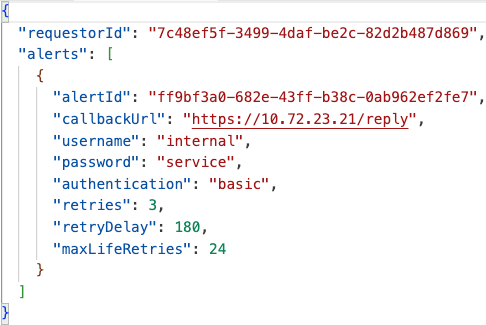 {
  "requestorId": "7c48ef5f-3499-4daf-be2c-82d2b487d869",
  "alerts": [
    {
      "alertId": "ff9bf3a0-682e-43ff-b38c-0ab962ef2fe7",
      "callbackUrl": "https://10.72.23.21/reply",
      "username": "internal",
      "password": "service",
      "authentication": "basic",
      "retries": 3,
      "retryDelay": 180,
      "maxLifeRetries": 24
    }
  ]
}